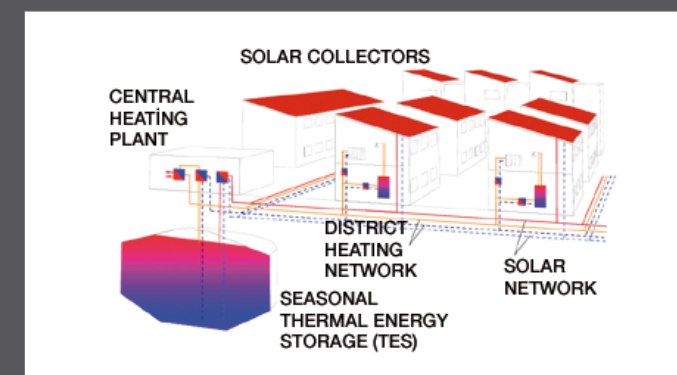 SOLAR COLLECTORS
CENTRAL
HEATİNG
PLANT
DISTRICT
HEATING
NETWORK
SOLAR
NETWORK
SEASONAL
THERMAL ENERGY
STORAGE (TES)